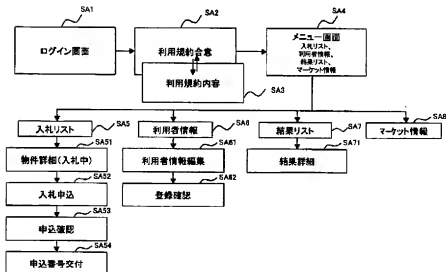 SA1
ログイン画面
SA2
利用規約合意
利用規約内容
SA3
SA4
メニュー画面
入札リスト、
利用者情報、
結果リスト、
マーケット情報
入札リスト
SA5
利用者情報
SA6
結果リスト
SA7
マーケット情報
SA8
SA51
物件詳細(入札中)
SA52
入札申込
SA53
申込確認
SA54
申込番号交付
SA61
利用者情報編集
SA62
登録確認
SA71
結果詳細